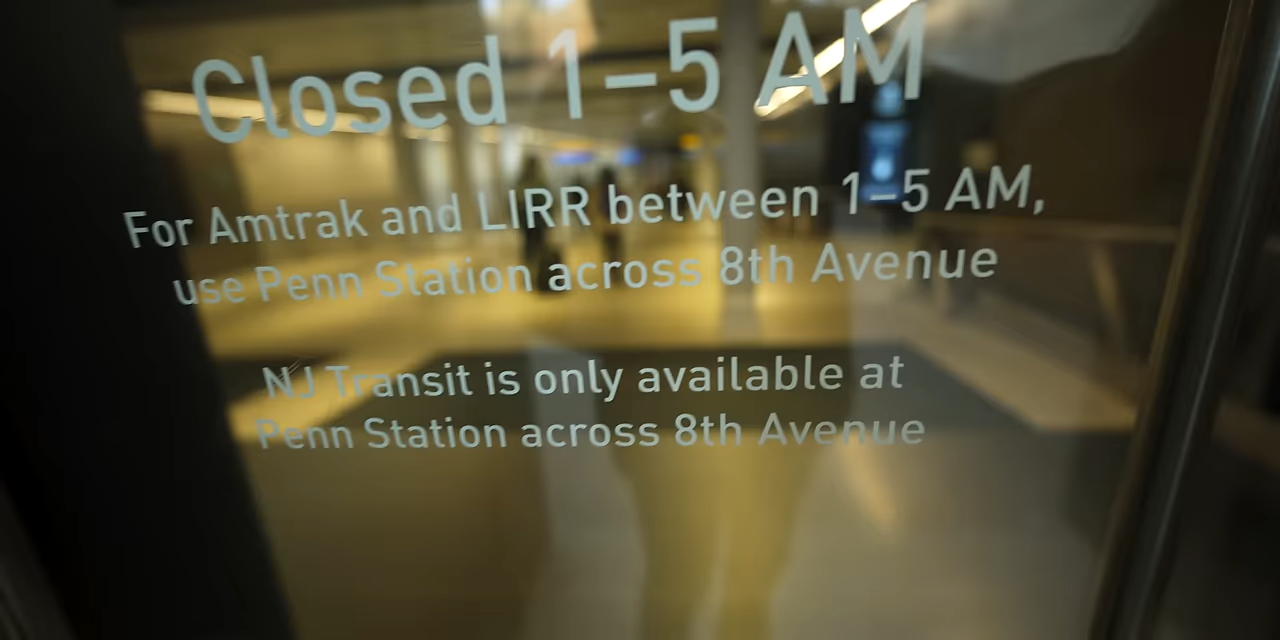 Closed 1–5 AM
For Amtrak and LIRR between 1–5 AM,
use Penn Station across 8th Avenue
NJ Transit is only available at
Penn Station across 8th Avenue